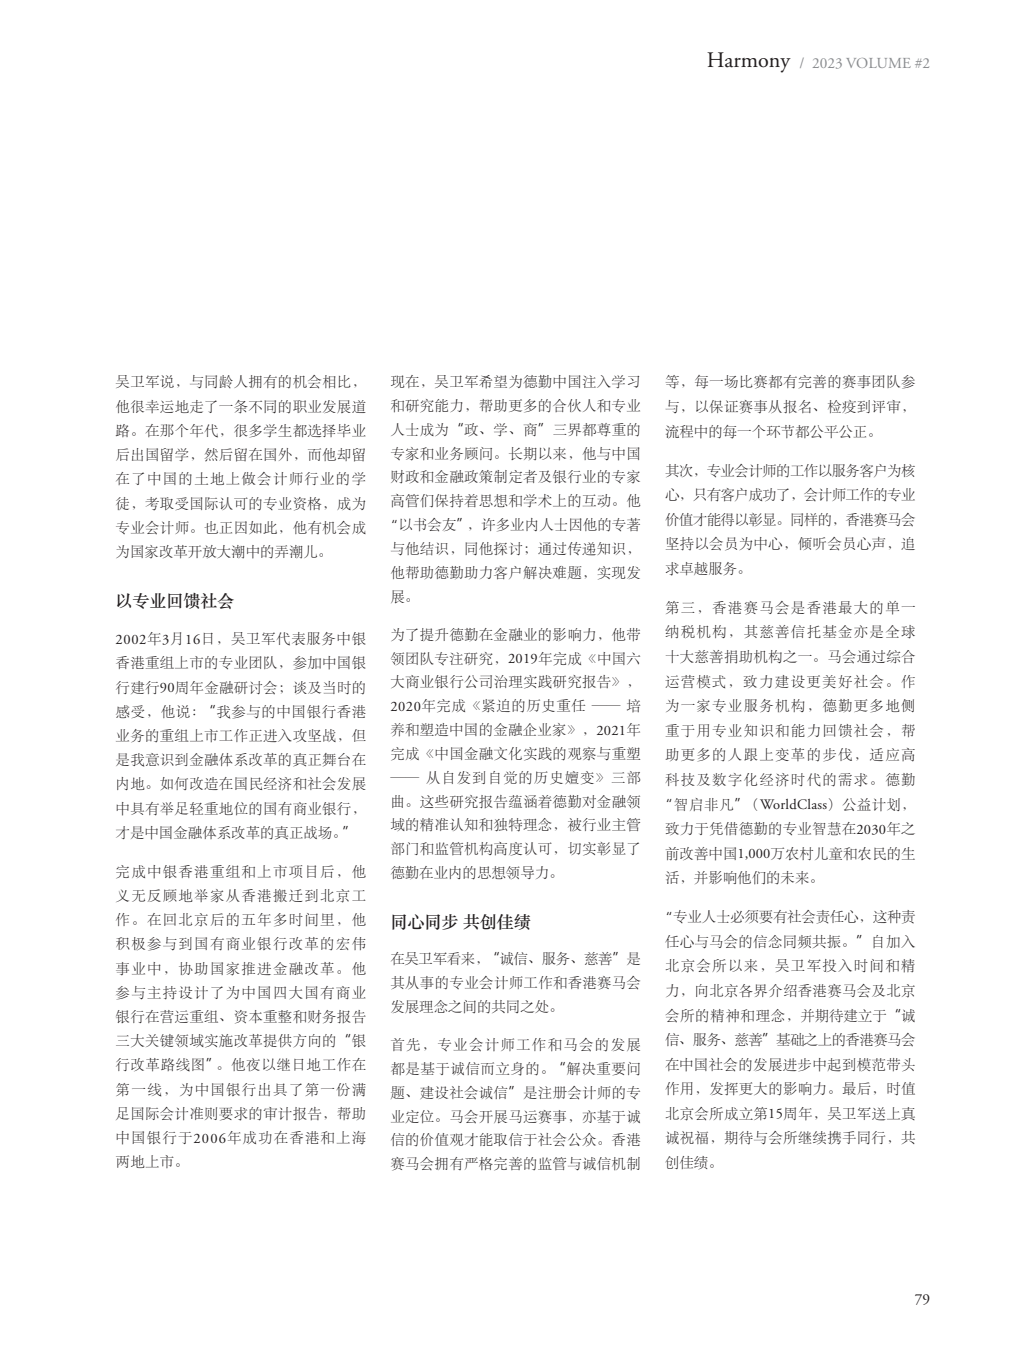 Harmony / 2023 VOLUME #2
吴卫军说，与同龄人拥有的机会相比，
他很幸运地走了一条不同的职业发展道
路。在那个年代，很多学生都选择毕业
后出国留学，然后留在国外，而他却留
在了中国的土地上做会计师行业的学
徒，考取受国际认可的专业资格，成为
专业会计师。也正因如此，他有机会成
为国家改革开放大潮中的弄潮儿。
以专业回馈社会
2002年3月16日，吴卫军代表服务中银
香港重组上市的专业团队，参加中国银
行建行90周年金融研讨会；谈及当时的
感受，他说：“我参与的中国银行香港
业务的重组上市工作正进入攻坚战，但
是我意识到金融体系改革的真正舞台在
内地。如何改造在国民经济和社会发展
中具有举足轻重地位的国有商业银行，
才是中国金融体系改革的真正战场。”
完成中银香港重组和上市项目后，他
义无反顾地举家从香港搬迁到北京工
作。在回北京后的五年多时间里，他
积极参与到国有商业银行改革的宏伟
事业中，协助国家推进金融改革。他
参与主持设计了为中国四大国有商业
银行在营运重组、资本重整和财务报告
三大关键领域实施改革提供方向的“银
行改革路线图”。他夜以继日地工作在
第一线，为中国银行出具了第一份满
足国际会计准则要求的审计报告，帮助
中国银行于2006年成功在香港和上海
两地上市。
现在，吴卫军希望为德勤中国注入学习
和研究能力，帮助更多的合伙人和专业
人士成为“政、学、商”三界都尊重的
专家和业务顾问。长期以来，他与中国
财政和金融政策制定者及银行业的专家
高管们保持着思想和学术上的互动。他
“以书会友”，许多业内人士因他的专著
与他结识，同他探讨；通过传递知识，
他帮助德勤助力客户解决难题，实现发
展。
为了提升德勤在金融业的影响力，他带
领团队专注研究，2019年完成《中国六
大商业银行公司治理实践研究报告》，
2020年完成《紧迫的历史重任 —— 培
养和塑造中国的金融企业家》，2021年
完成《中国金融文化实践的观察与重塑
—— 从自发到自觉的历史嬗变》三部
曲。这些研究报告蕴涵着德勤对金融领
域的精准认知和独特理念，被行业主管
部门和监管机构高度认可，切实彰显了
德勤在业内的思想领导力。
同心同步 共创佳绩
在吴卫军看来，“诚信、服务、慈善”是
其从事的专业会计师工作和香港赛马会
发展理念之间的共同之处。
首先，专业会计师工作和马会的发展
都是基于诚信而立身的。“解决重要问
题、建设社会诚信”是注册会计师的专
业定位。马会开展马运赛事，亦基于诚
信的价值观才能取信于社会公众。香港
赛马会拥有严格完善的监管与诚信机制
等，每一场比赛都有完善的赛事团队参
与，以保证赛事从报名、检疫到评审，
流程中的每一个环节都公平公正。
其次，专业会计师的工作以服务客户为核
心，只有客户成功了，会计师工作的专业
价值才能得以彰显。同样的，香港赛马会
坚持以会员为中心，倾听会员心声，追
求卓越服务。
第三，香港赛马会是香港最大的单一
纳税机构，其慈善信托基金亦是全球
十大慈善捐助机构之一。马会通过综合
运营模式，致力建设更美好社会。作
为一家专业服务机构，德勤更多地侧
重于用专业知识和能力回馈社会，帮
助更多的人跟上变革的步伐，适应高
科技及数字化经济时代的需求。德勤
“智启非凡”（WorldClass）公益计划，
致力于凭借德勤的专业智慧在2030年之
前改善中国1,000万农村儿童和农民的生
活，并影响他们的未来。
“专业人士必须要有社会责任心，这种责
任心与马会的信念同频共振。”自加入
北京会所以来，吴卫军投入时间和精
力，向北京各界介绍香港赛马会及北京
会所的精神和理念，并期待建立于“诚
信、服务、慈善”基础之上的香港赛马会
在中国社会的发展进步中起到模范带头
作用，发挥更大的影响力。最后，时值
北京会所成立第15周年，吴卫军送上真
诚祝福，期待与会所继续携手同行，共
创佳绩。
79